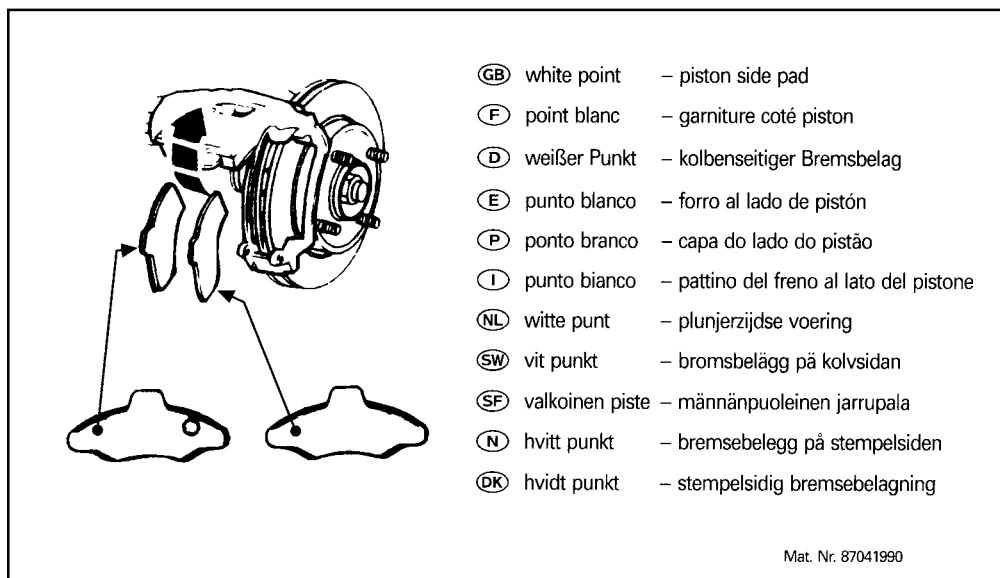 GB white point – piston side pad
F point blanc – garniture coté piston
D weißer Punkt – kolbenseitiger Bremsbelag
E punto blanco – forro al lado de pistón
P ponto branco – capa do lado do pistão
I punto bianco – pattino del freno al lato del pistone
NL witte punt – plunjerzijdse voering
SW vit punkt – bromsbelägg pä kolvsidan
SF valkoinen piste – männänpuoleinen jarrupala
N hvitt punkt – bremsebelegg på stempelsiden
DK hvidt punkt – stempelsidig bremsebelagning
Mat. Nr. 87041990